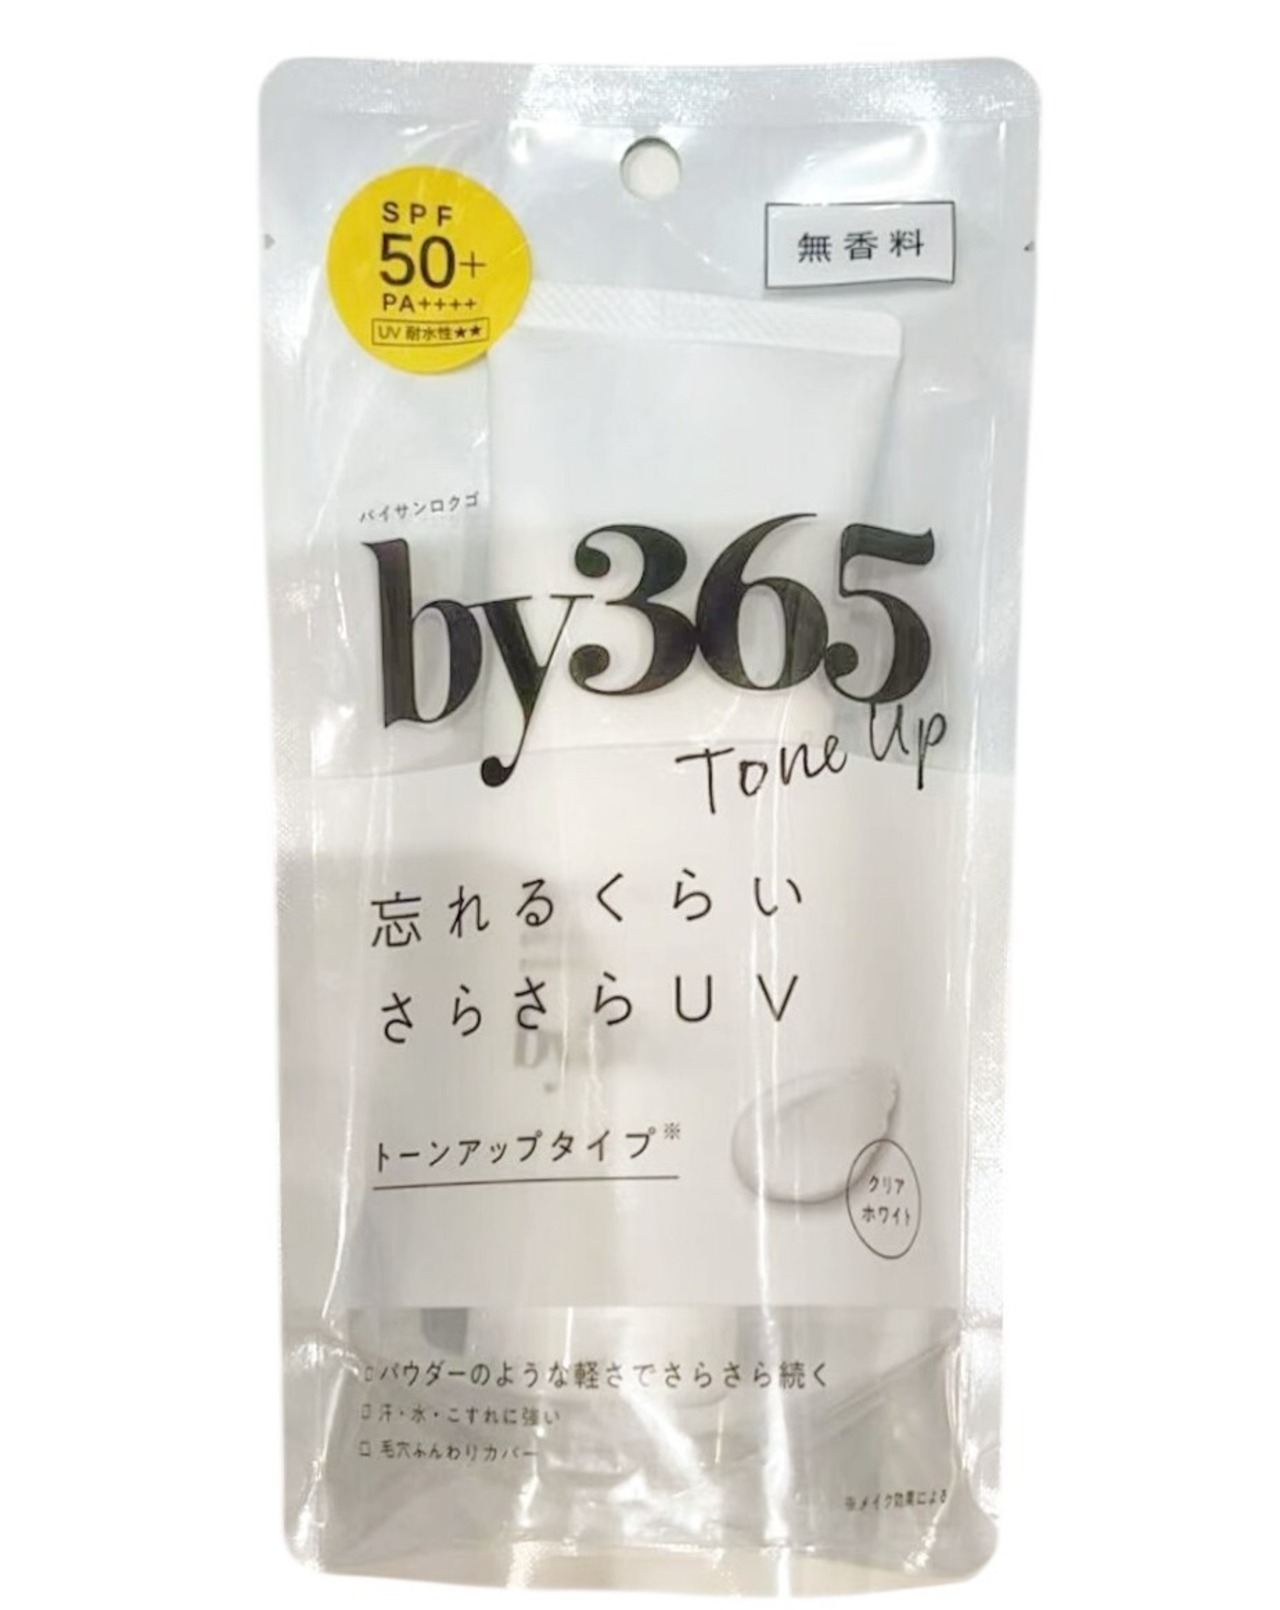 SPF
50+
PA++++
UV 耐水性★★
無香料
バイサンロクゴ
by365
Tone Up
忘れるくらい
さらさらUV
トーンアップタイプ※
クリア
ホワイト
□パウダーのような軽さでさらさら続く
□ 汗・水・こすれに強い
□ 毛穴ふんわりカバー
※メイク効果による